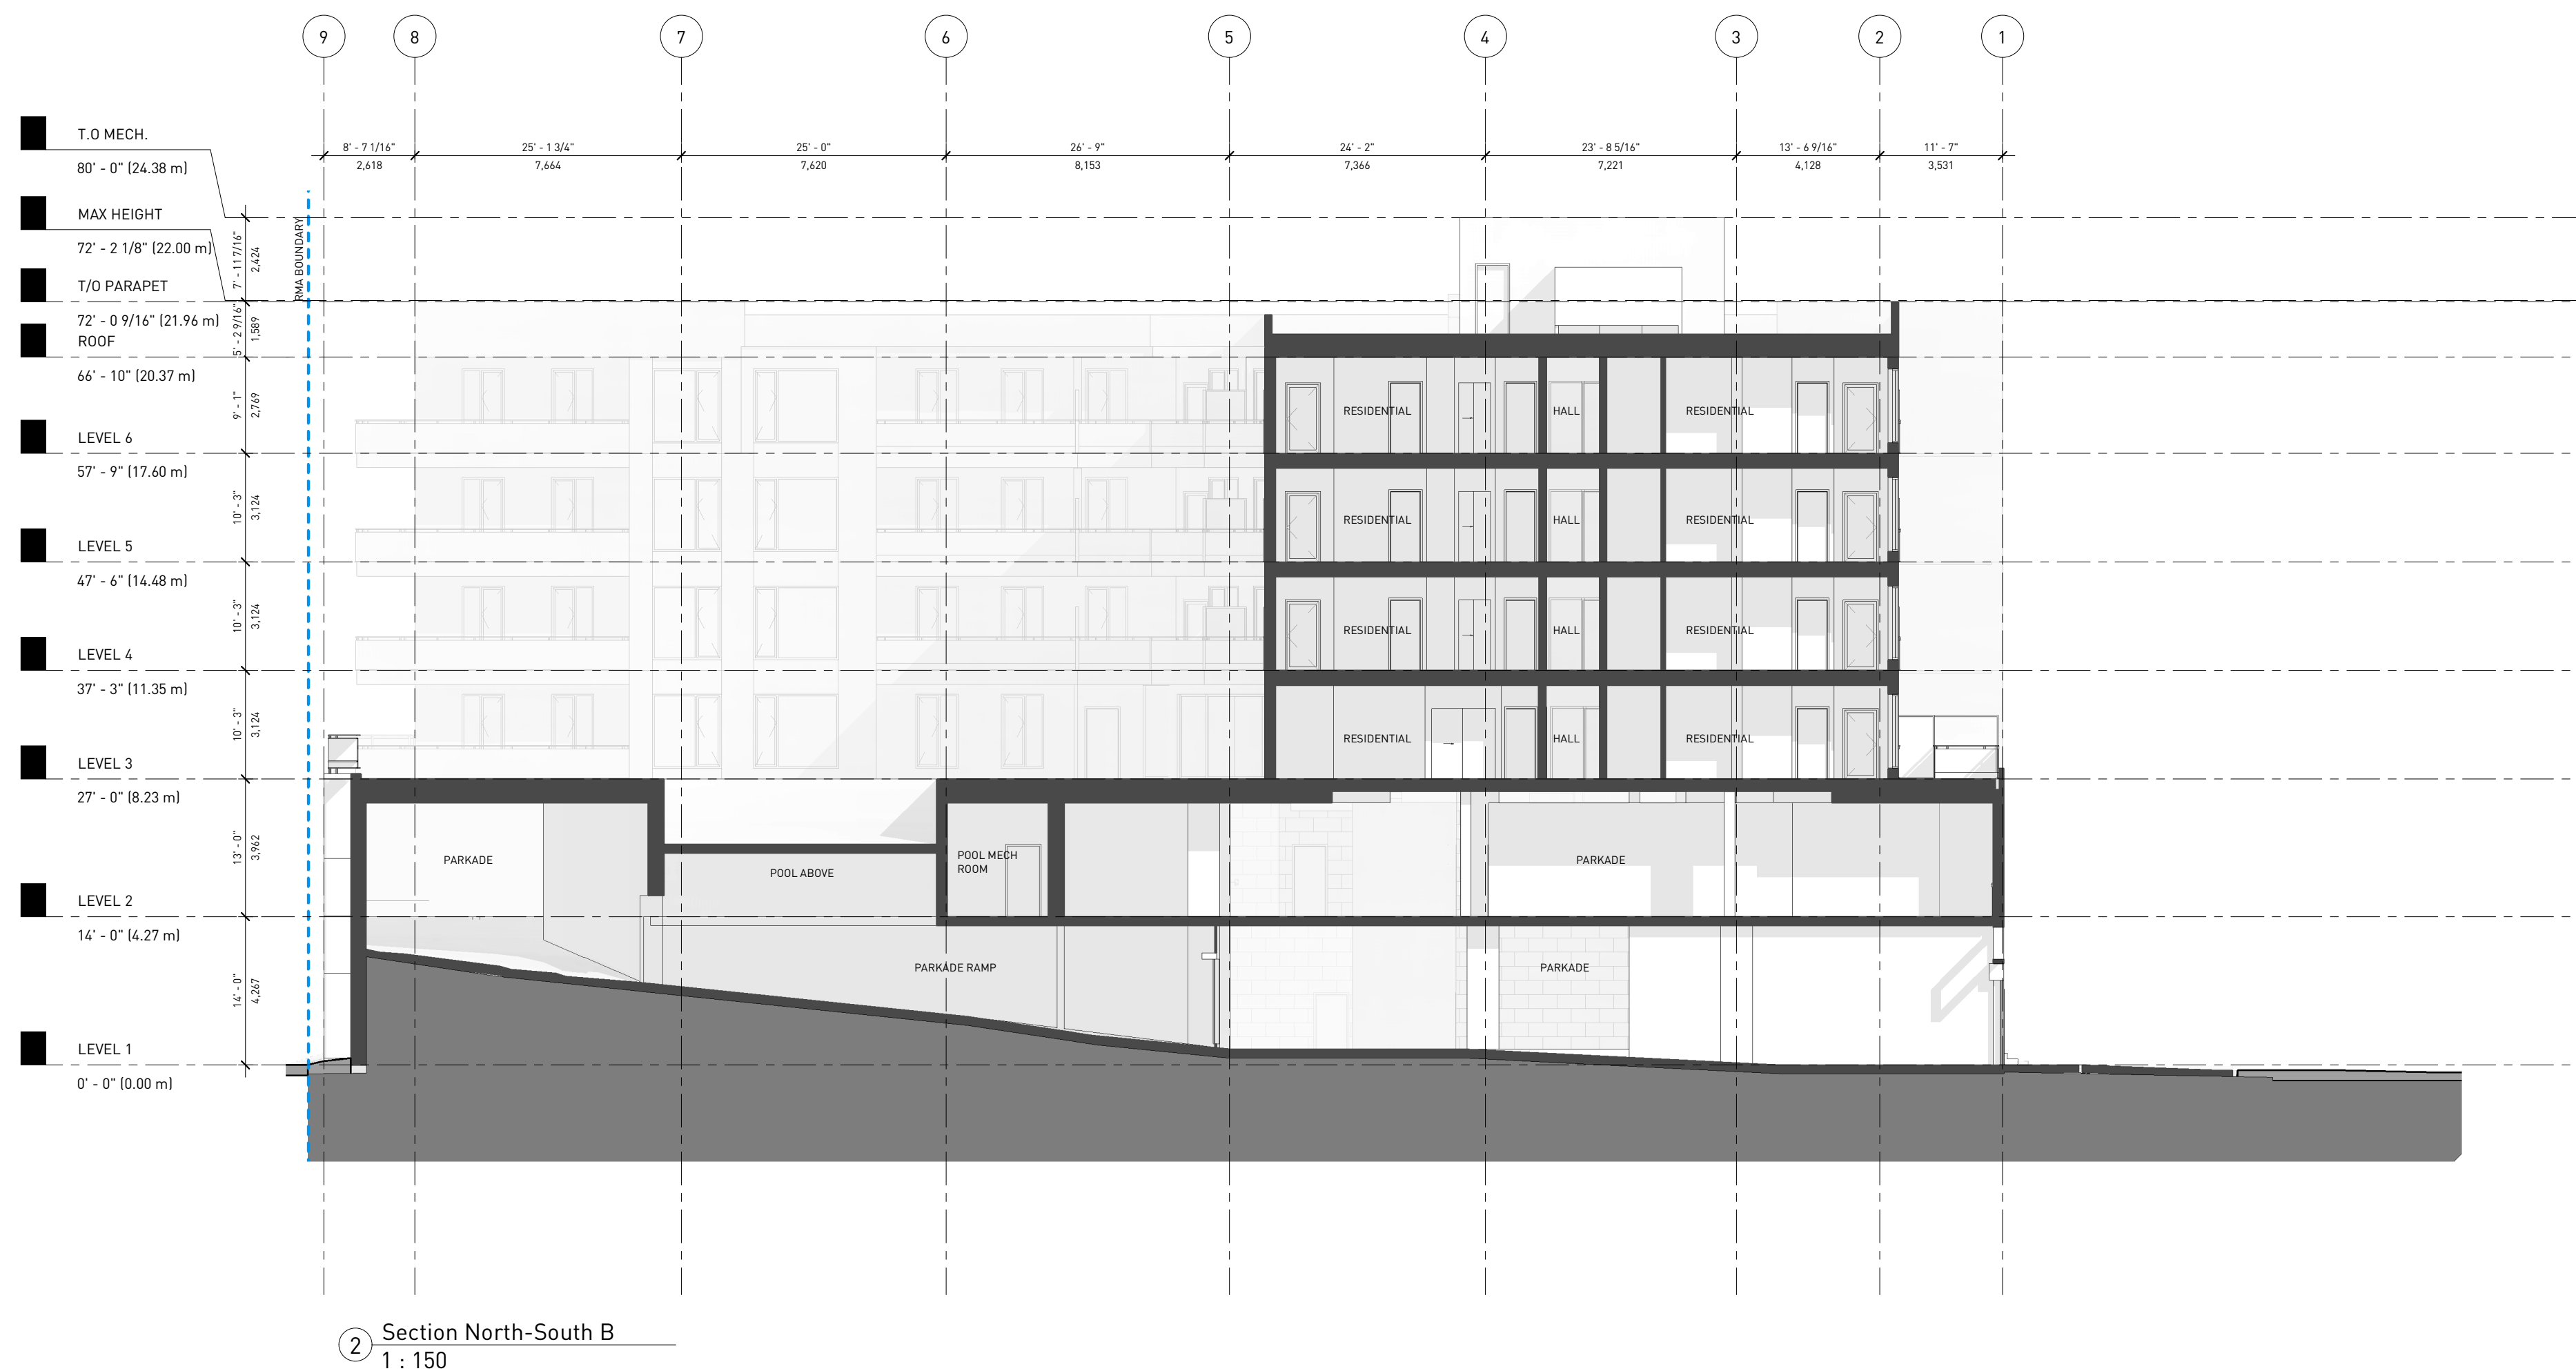 9 8 7 6 5 4 3 2 1
8' - 7 1/16" 25' - 1 3/4" 25' - 0" 26' - 9" 24' - 2" 23' - 8 5/16" 13' - 6 9/16" 11' - 7"
2,618 7,664 7,620 8,153 7,366 7,221 4,128 3,531
T.O MECH.
80' - 0" (24.38 m)
MAX HEIGHT
72' - 2 1/8" (22.00 m)
T/O PARAPET
72' - 0 9/16" (21.96 m)
ROOF
66' - 10" (20.37 m)
LEVEL 6
57' - 9" (17.60 m)
LEVEL 5
47' - 6" (14.48 m)
LEVEL 4
37' - 3" (11.35 m)
LEVEL 3
27' - 0" (8.23 m)
LEVEL 2
14' - 0" (4.27 m)
LEVEL 1
0' - 0" (0.00 m)
7' - 11 7/16"
2,424
5' - 2 9/16"
1,589
9' - 1"
2,769
10' - 3"
3,124
10' - 3"
3,124
10' - 3"
3,124
13' - 0"
3,962
14' - 0"
4,267
RMA BOUNDARY
RESIDENTIAL HALL RESIDENTIAL
RESIDENTIAL HALL RESIDENTIAL
RESIDENTIAL HALL RESIDENTIAL
RESIDENTIAL HALL RESIDENTIAL
PARKADE
POOL ABOVE
POOL MECH
ROOM
PARKADE
PARKADE RAMP
PARKADE
2
Section North-South B
1 : 150